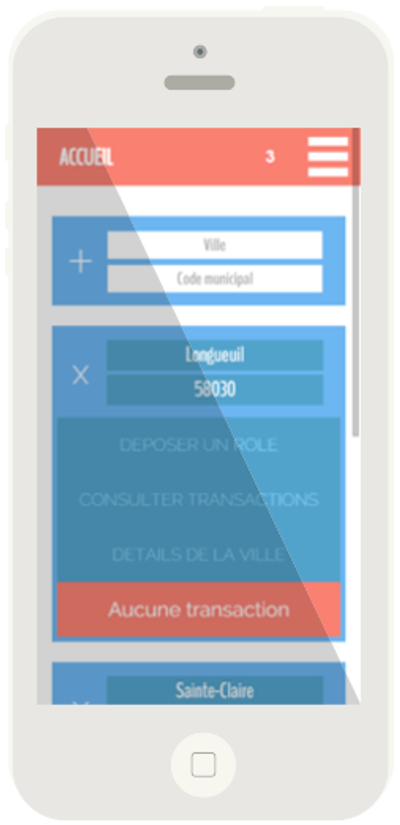 ACCUEIL
3
Ville
Code municipal
Longueuil
58030
DEPOSER UN ROLE
CONSULTER TRANSACTIONS
DETAILS DE LA VILLE
Aucune transaction
Sainte-Claire